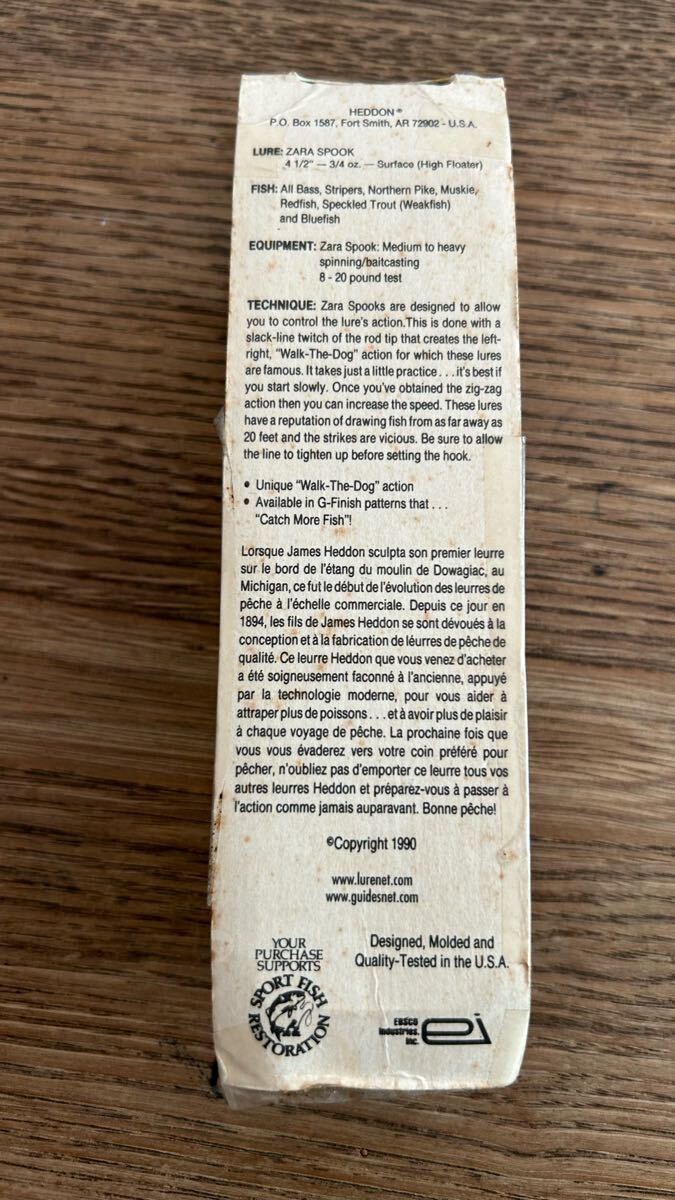 HEDDON®
P.O. Box 1587, Fort Smith, AR 72902 - U.S.A.
LURE: ZARA SPOOK
4 1/2" — 3/4 oz. — Surface (High Floater)
FISH: All Bass, Stripers, Northern Pike, Muskie,
Redfish, Speckled Trout (Weakfish)
and Bluefish
EQUIPMENT: Zara Spook: Medium to heavy
spinning/baitcasting
8 - 20 pound test
TECHNIQUE: Zara Spooks are designed to allow
you to control the lure's action.This is done with a
slack-line twitch of the rod tip that creates the left-
right, "Walk-The-Dog" action for which these lures
are famous. It takes just a little practice . . .it's best if
you start slowly. Once you've obtained the zig-zag
action then you can increase the speed. These lures
have a reputation of drawing fish from as far away as
20 feet and the strikes are vicious. Be sure to allow
the line to tighten up before setting the hook.
• Unique "Walk-The-Dog" action
• Available in G-Finish patterns that . . .
"Catch More Fish"!
Lorsque James Heddon sculpta son premier leurre
sur le bord de l'étang du moulin de Dowagiac, au
Michigan, ce fut le début de l'évolution des leurres de
pêche à l'échelle commerciale. Depuis ce jour en
1894, les fils de James Heddon se sont dévoués à la
conception et à la fabrication de léurres de pêche de
qualité. Ce leurre Heddon que vous venez d'acheter
a été soigneusement faconné à l'ancienne, appuyé
par la technologie moderne, pour vous aider à
attraper plus de poissons . . .et à avoir plus de plaisir
à chaque voyage de pêche. La prochaine fois que
vous vous évaderez vers votre coin préféré pour
pêcher, n'oubliez pas d'emporter ce leurre tous vos
autres leurres Heddon et préparez-vous à passer à
l'action comme jamais auparavant. Bonne pêche!
©Copyright 1990
www.lurenet.com
www.guidesnet.com
YOUR
PURCHASE
SUPPORTS
SPORT FISH
RESTORATION
Designed, Molded and
Quality-Tested in the U.S.A.
EBSCO
Industries,
Inc.
ei